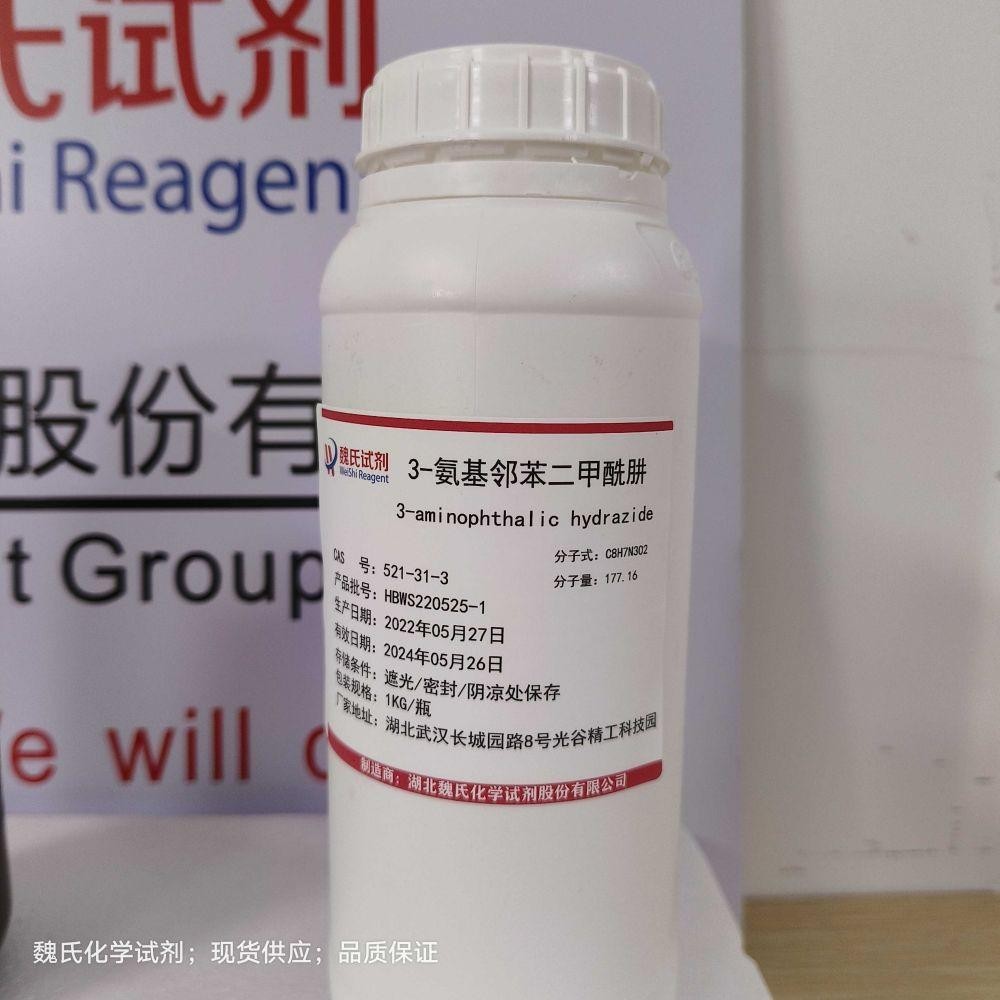 氏试剂
i Reagen
股份有
t Group
e will
魏氏试剂
WeiShi Reagent
3-氨基邻苯二甲酰肼
3-aminophthalic hydrazide
CAS 号：521-31-3
分子式：C8H7N3O2
分子量：177.16
产品批号：HBWS220525-1
生产日期：2022年05月27日
有效日期：2024年05月26日
存储条件：遮光/密封/阴凉处保存
包装规格：1KG/瓶
厂家地址：湖北武汉长城园路8号光谷精工科技园
制造商：湖北魏氏化学试剂股份有限公司
魏氏化学试剂；现货供应；品质保证